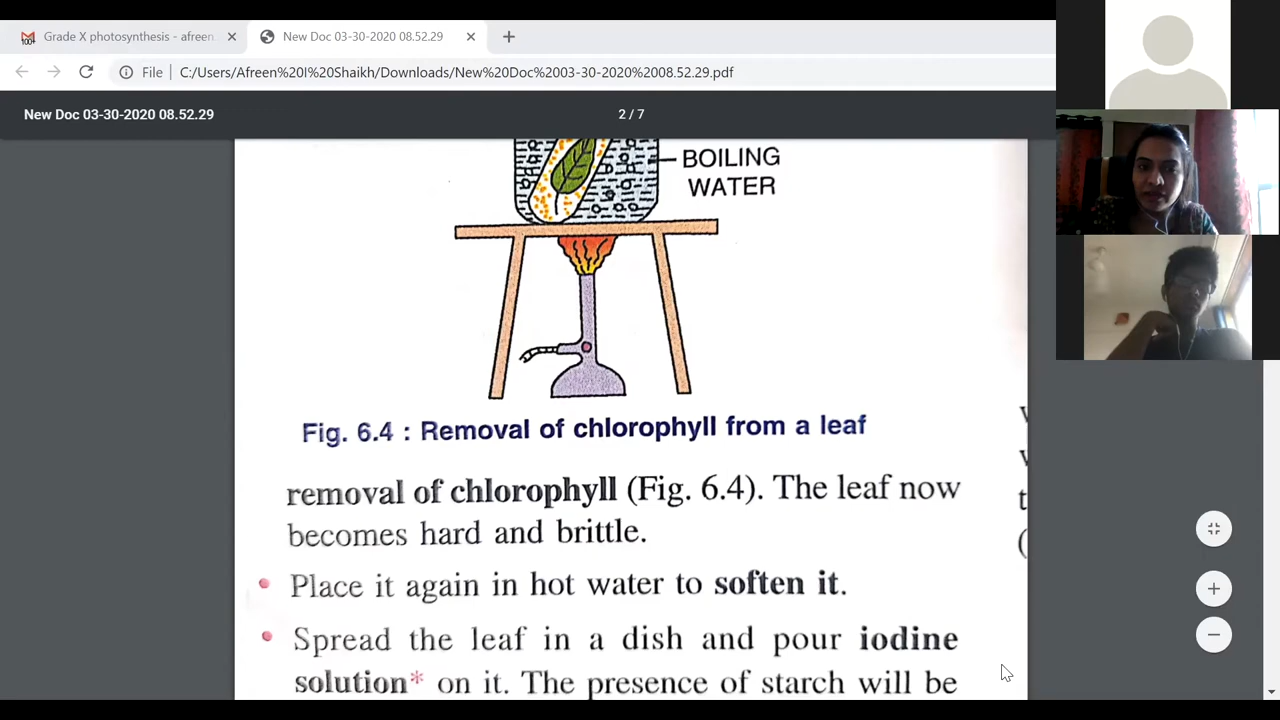 Grade X photosynthesis - afreen
New Doc 03-30-2020 08.52.29
File
C:/Users/Afreen%20I%20Shaikh/Downloads/New%20Doc%2003-30-2020%2008.52.29.pdf
New Doc 03-30-2020 08.52.29
2 / 7
BOILING
WATER
Fig. 6.4 : Removal of chlorophyll from a leaf
removal of chlorophyll (Fig. 6.4). The leaf now
becomes hard and brittle.
• Place it again in hot water to soften it.
• Spread the leaf in a dish and pour iodine
solution* on it. The presence of starch will be